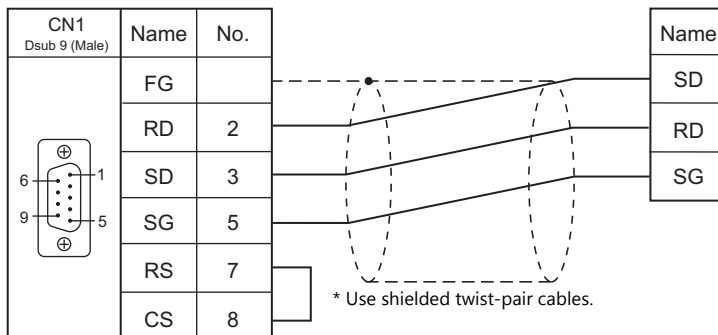 CN1
Dsub 9 (Male)
Name No.
Name
FG
SD
RD 2
RD
SD 3
SG
SG 5
RS 7
CS 8
6
1
9
5
* Use shielded twist-pair cables.